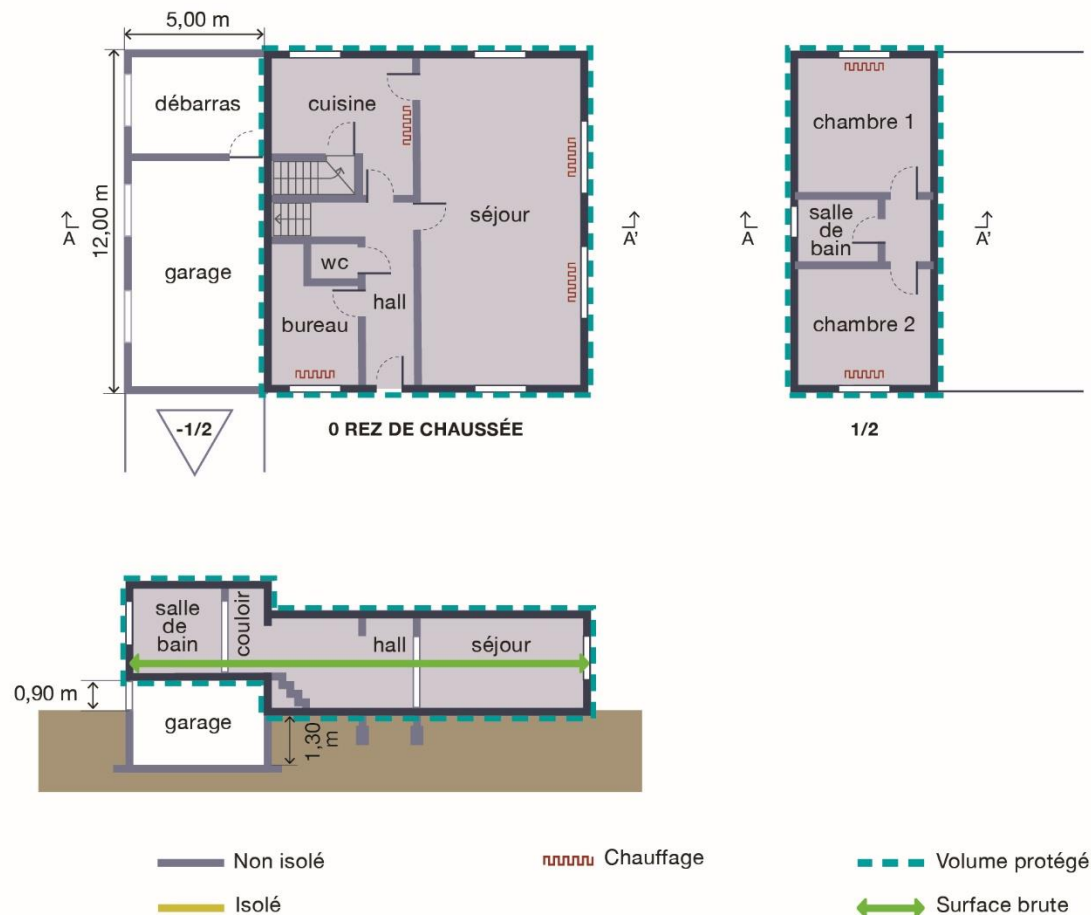 5,00 m
12,00 m
débarras
cuisine
garage
séjour
wc
hall
bureau
A
A'
-1/2
0 REZ DE CHAUSSÉE
chambre 1
salle
de
bain
chambre 2
A
A'
1/2
salle
de
bain
couloir
hall
séjour
0,90 m
garage
1,30
m
Non isolé
Chauffage
Volume protégé
Isolé
Surface brute